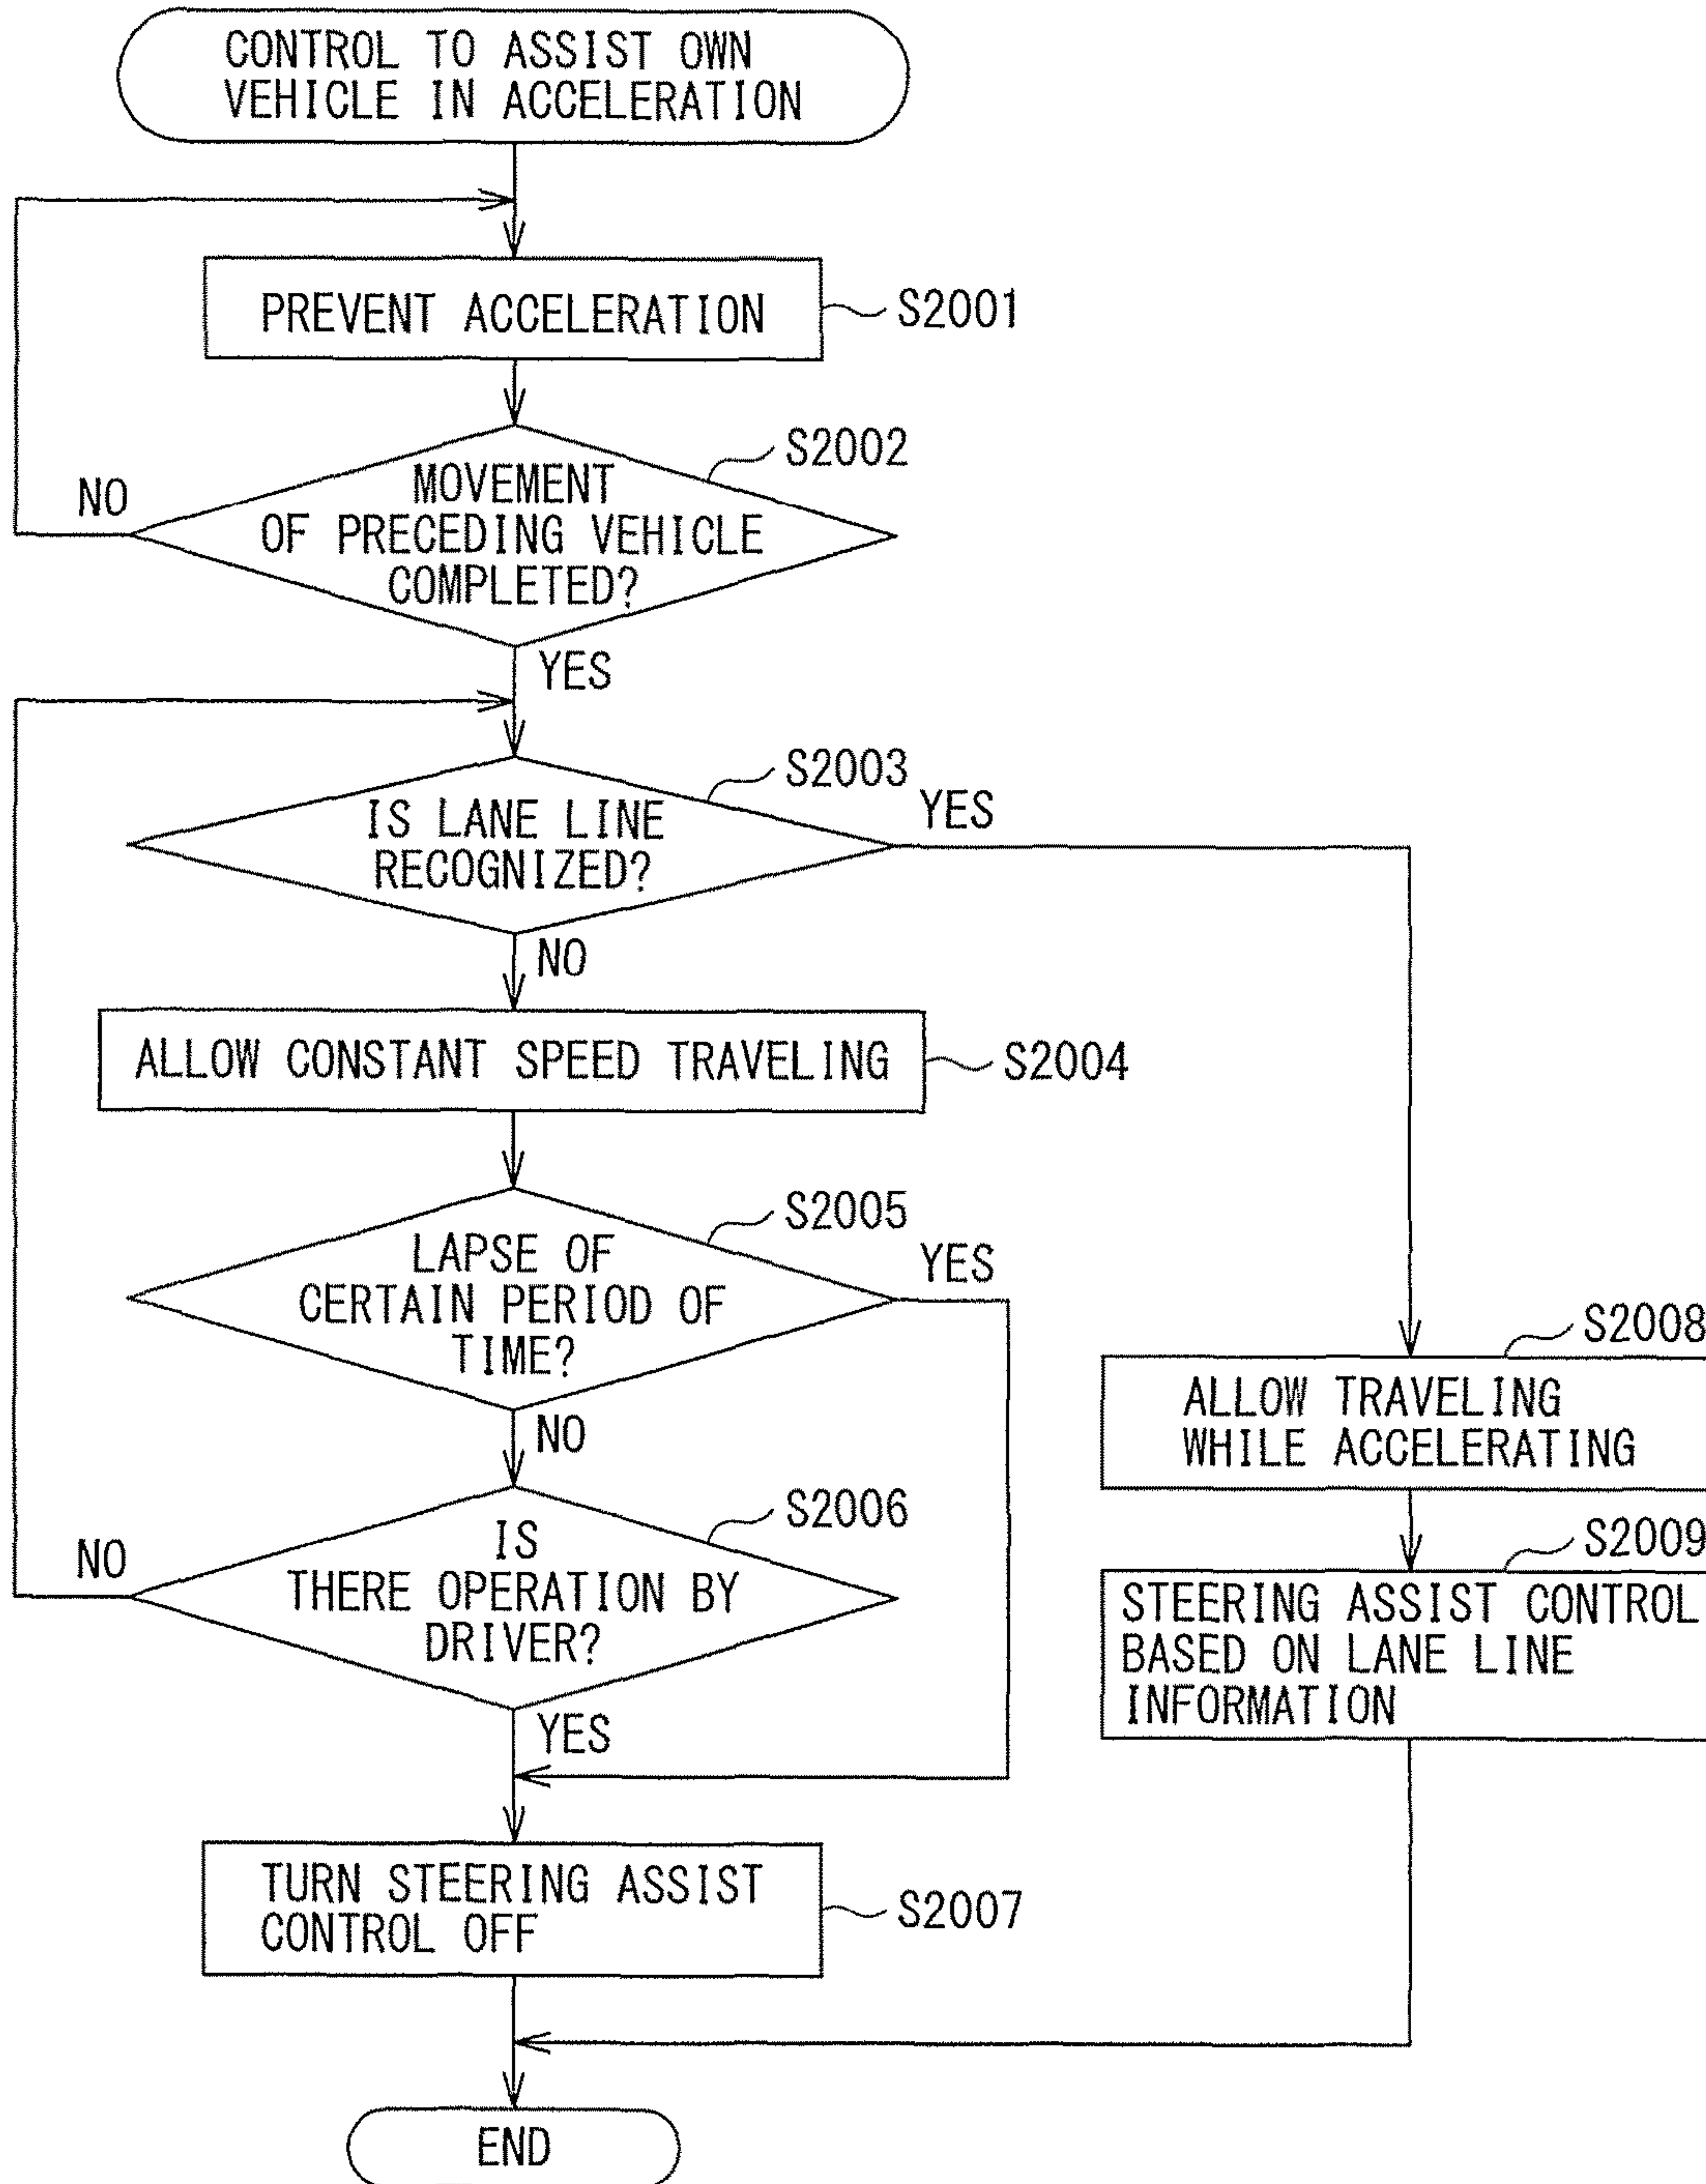 CONTROL TO ASSIST OWN
VEHICLE IN ACCELERATION
PREVENT ACCELERATION
S2001
S2002
MOVEMENT
OF PRECEDING VEHICLE
COMPLETED?
NO
YES
S2003
IS LANE LINE
RECOGNIZED?
YES
NO
ALLOW CONSTANT SPEED TRAVELING
S2004
S2005
LAPSE OF
CERTAIN PERIOD OF
TIME?
YES
NO
S2006
IS
THERE OPERATION BY
DRIVER?
NO
YES
TURN STEERING ASSIST
CONTROL OFF
S2007
S2008
ALLOW TRAVELING
WHILE ACCELERATING
S2009
STEERING ASSIST CONTROL
BASED ON LANE LINE
INFORMATION
END